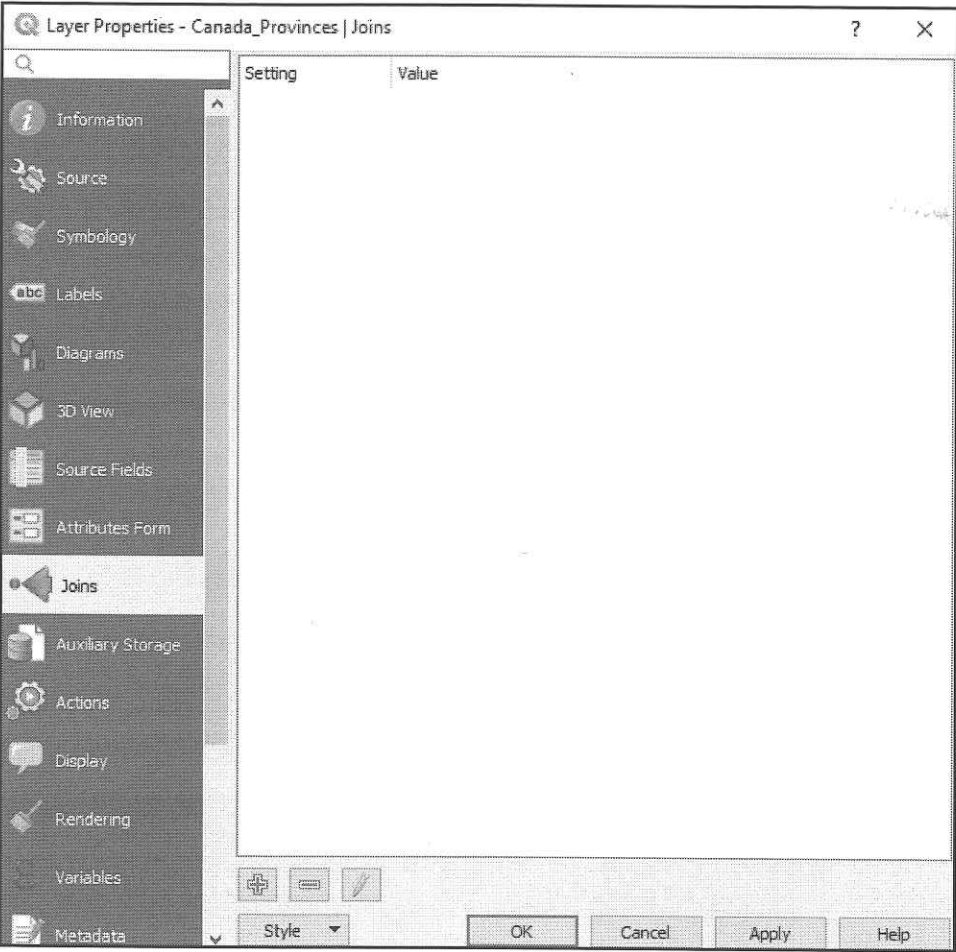 Layer Properties - Canada_Provinces | Joins
?
Setting
Value
Information
Source
Symbology
abc
Labels
Diagrams
3D View
Source Fields
Attributes Form
Joins
Auxiliary Storage
Actions
Display
Rendering
Variables
Metadata
Style
OK
Cancel
Apply
Help